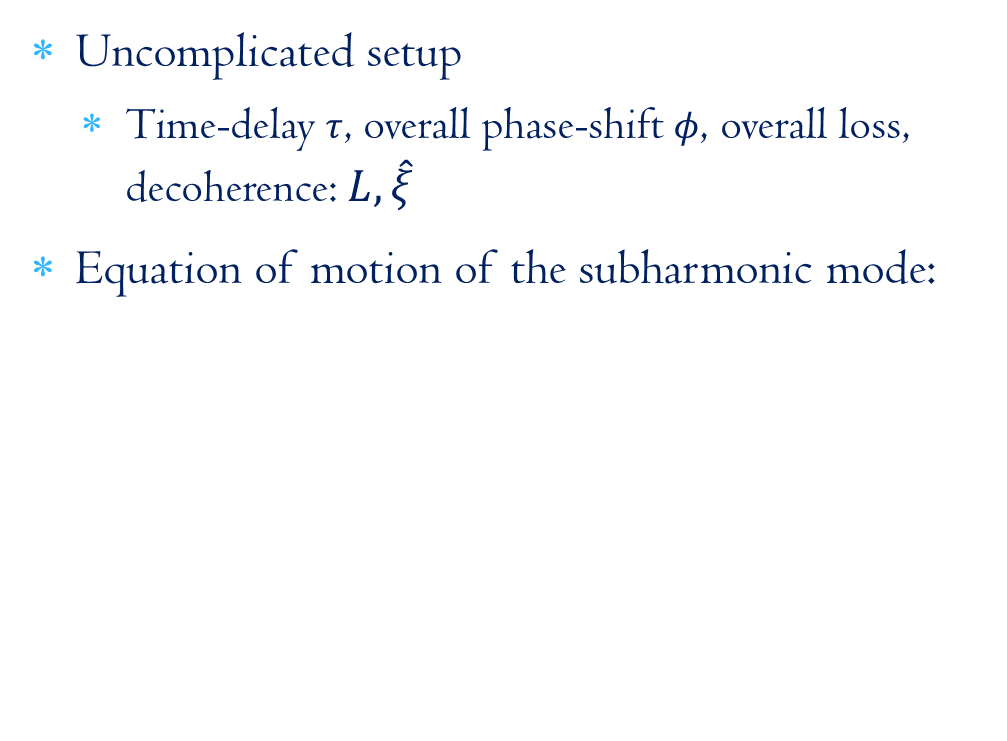 * Uncomplicated setup
* Time-delay τ, overall phase-shift ϕ, overall loss,
decoherence: L, ξ̂
* Equation of motion of the subharmonic mode: